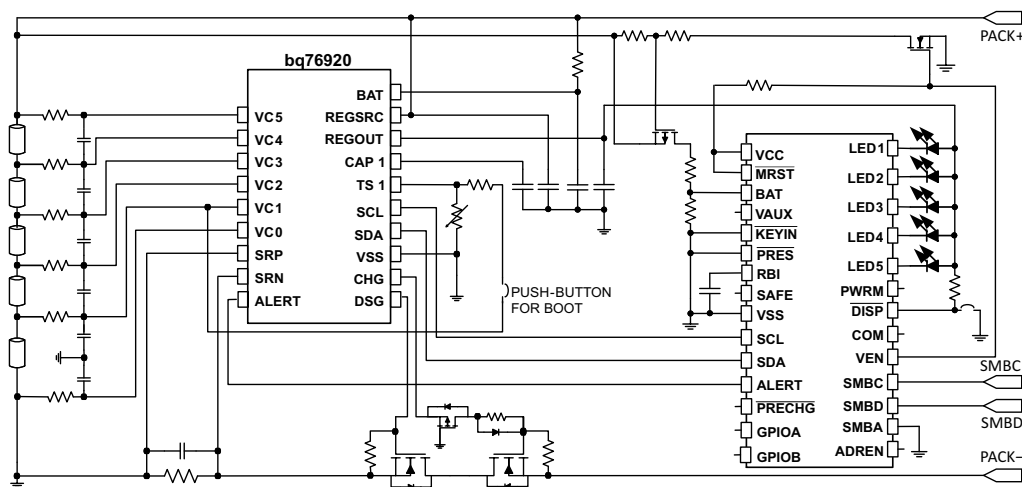 PACK+
bq76920
BAT
REGSRC
REGOUT
CAP 1
TS 1
SCL
SDA
VSS
CHG
DSG
VC5
VC4
VC3
VC2
VC1
VC0
SRP
SRN
ALERT
PUSH-BUTTON
FOR BOOT
VCC
MRST
BAT
VAUX
KEYIN
PRES
RBI
SAFE
VSS
SCL
SDA
ALERT
PRECHG
GPIOA
GPIOB
LED1
LED2
LED3
LED4
LED5
PWRM
DISP
COM
VEN
SMBC
SMBD
SMBA
ADREN
SMBC
SMBD
PACK–